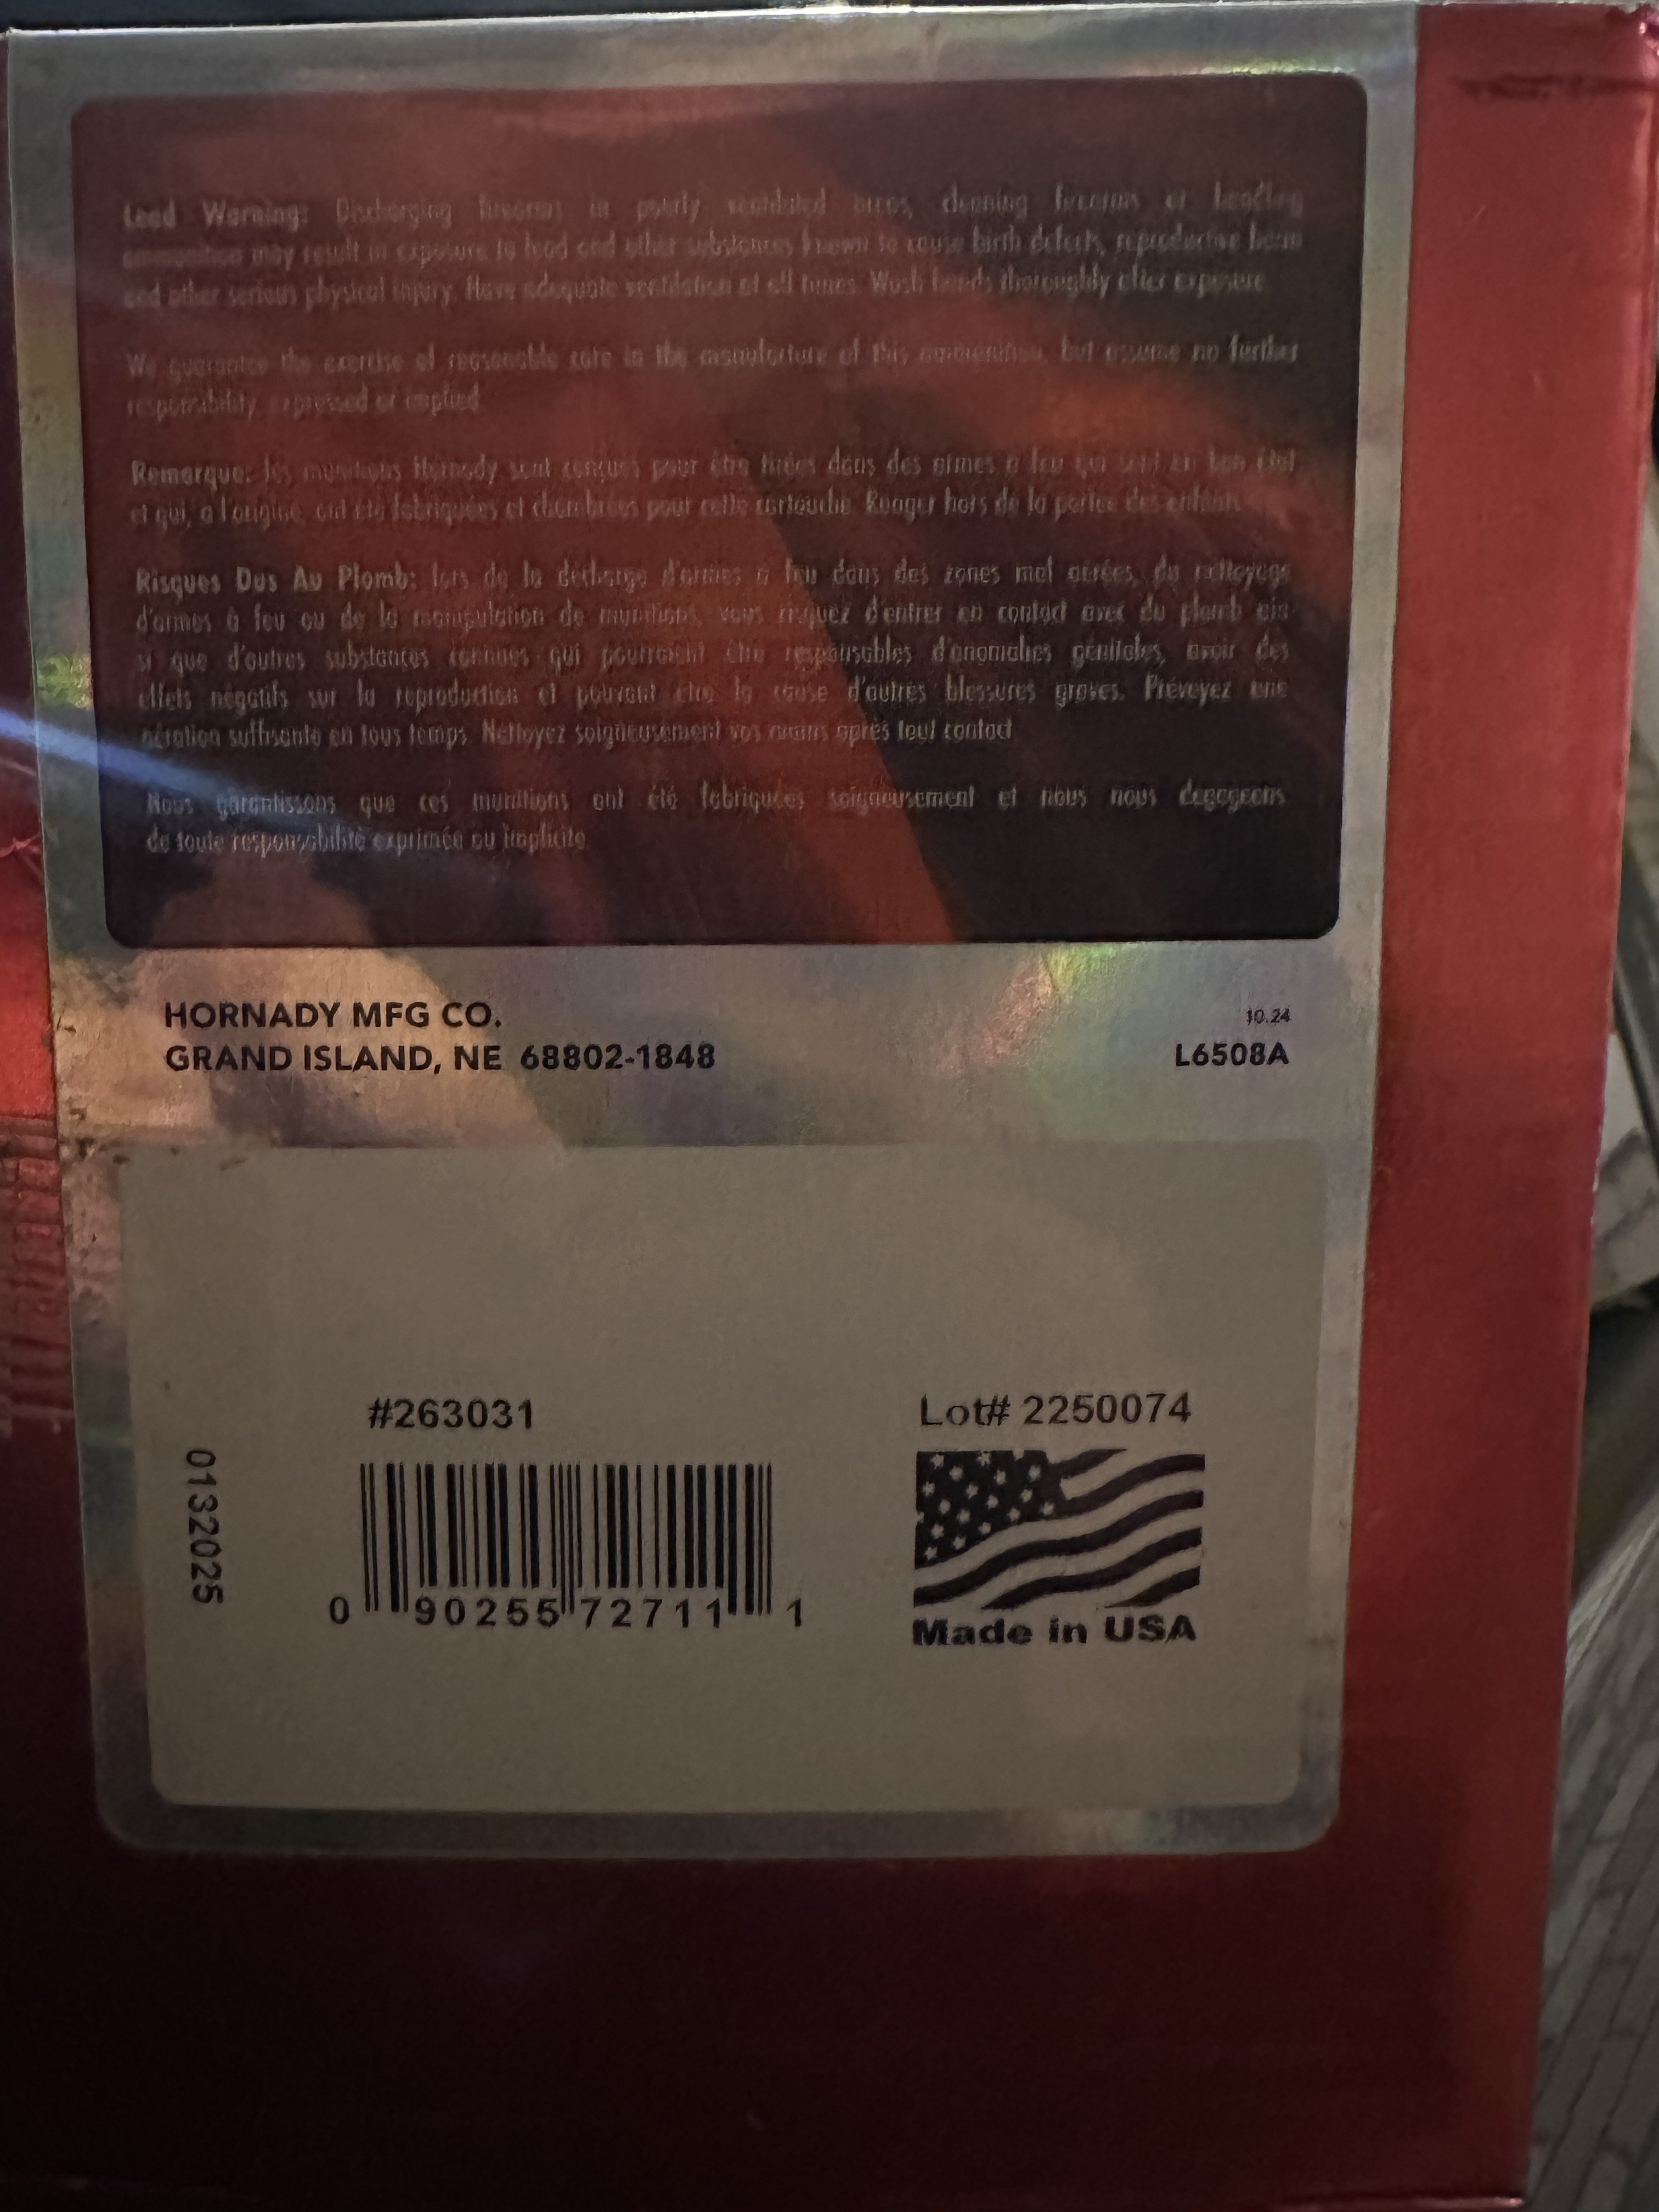 Lead Warning: Discharging firearms in poorly ventilated areas, cleaning firearms or handling
ammunition may result in exposure to lead and other substances known to cause birth defects, reproductive harm
and other serious physical injury. Have adequate ventilation at all times. Wash hands thoroughly after exposure.
We guarantee the exercise of reasonable care in the manufacture of this ammunition, but assume no further
responsibility, expressed or implied.
Remarque: les munitions Hornady sont conçues pour être tirées dans des armes a feu qui sont en bon état
et qui, a l'origine, ont été fabriquées et chambrées pour cette cartouche. Ranger hors de la portée des enfants.
Risques Dus Au Plomb: lors de la décharge d'armes à feu dans des zones mal aérées, du nettoyage
d'armes à feu ou de la manipulation de munitions, vous risquez d'entrer en contact avec du plomb ain-
si que d'autres substances connues qui pourraient être responsables d'anomalies génitales, avoir des
effets négatifs sur la reproduction et pouvant être la cause d'autres blessures graves. Prévoyez une
aération suffisante en tous temps. Nettoyez soigneusement vos mains après tout contact.
Nous garantissons que ces munitions ont été fabriquées soigneusement et nous nous degageons
de toute responsabilité exprimée ou implicite.
HORNADY MFG CO.
GRAND ISLAND, NE 68802-1848
10.24
L6508A
#263031
Lot# 2250074
0132025
0 90255 72711 1
Made in USA